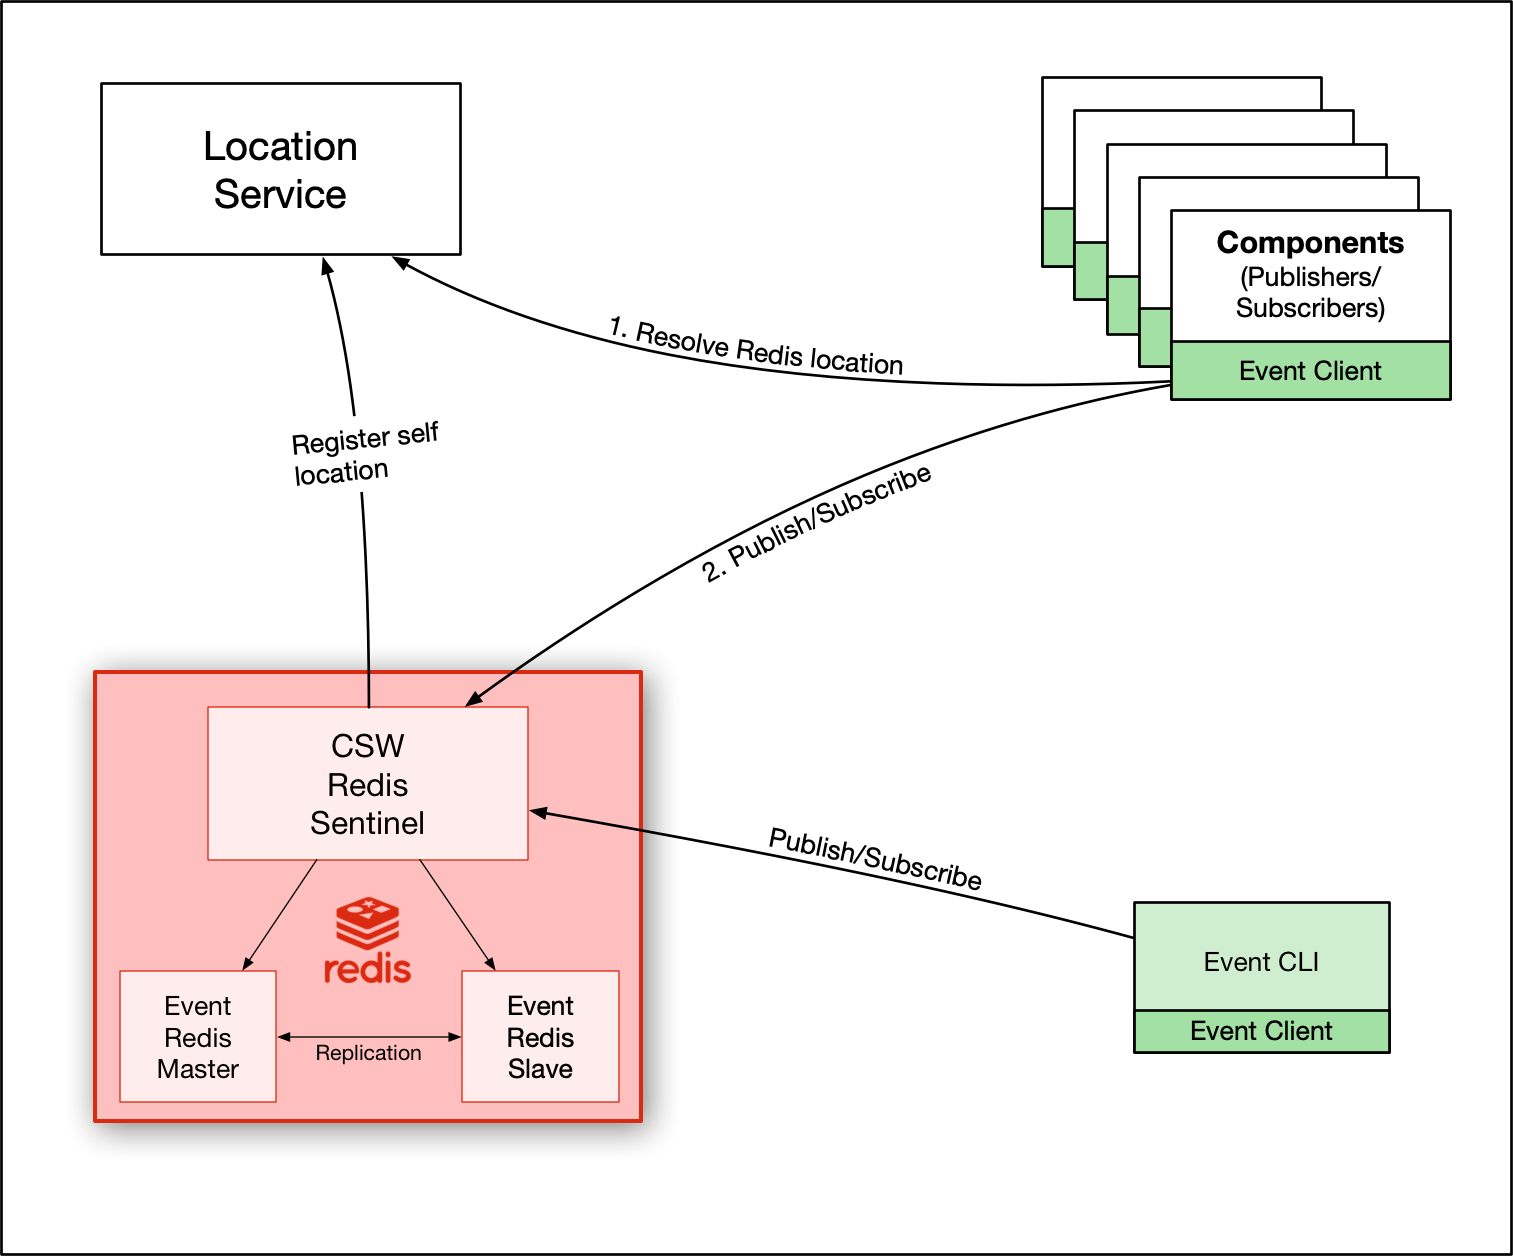 Location
Service
Components
(Publishers/
Subscribers)
Event Client
1. Resolve Redis location
Register self
location
2. Publish/Subscribe
CSW
Redis
Sentinel
Publish/Subscribe
redis
Event
Redis
Master
Replication
Event
Redis
Slave
Event CLI
Event Client